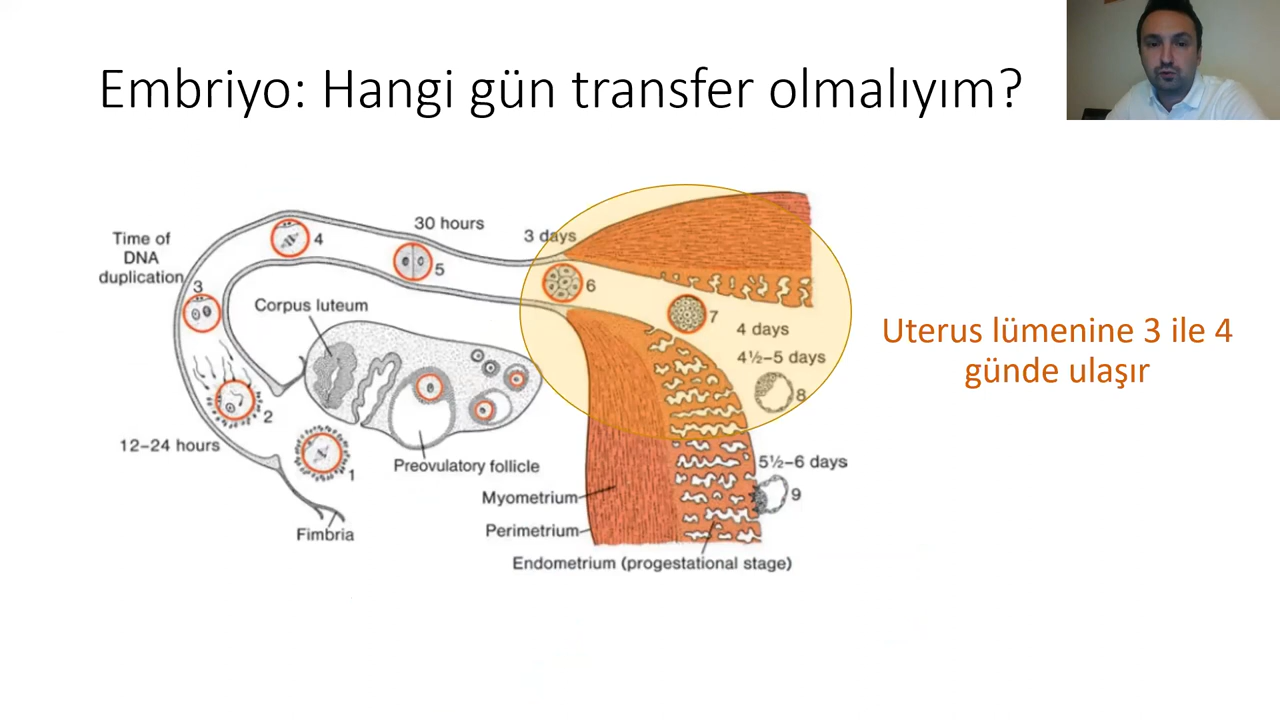 Embriyo: Hangi gün transfer olmalıyım?
30 hours
3 days
Time of
DNA
duplication
4
5
3
6
Corpus luteum
7
4 days
4½–5 days
8
Uterus lümenine 3 ile 4
günde ulaşır
2
12–24 hours
1
Preovulatory follicle
5½–6 days
9
Myometrium
Perimetrium
Fimbria
Endometrium (progestational stage)